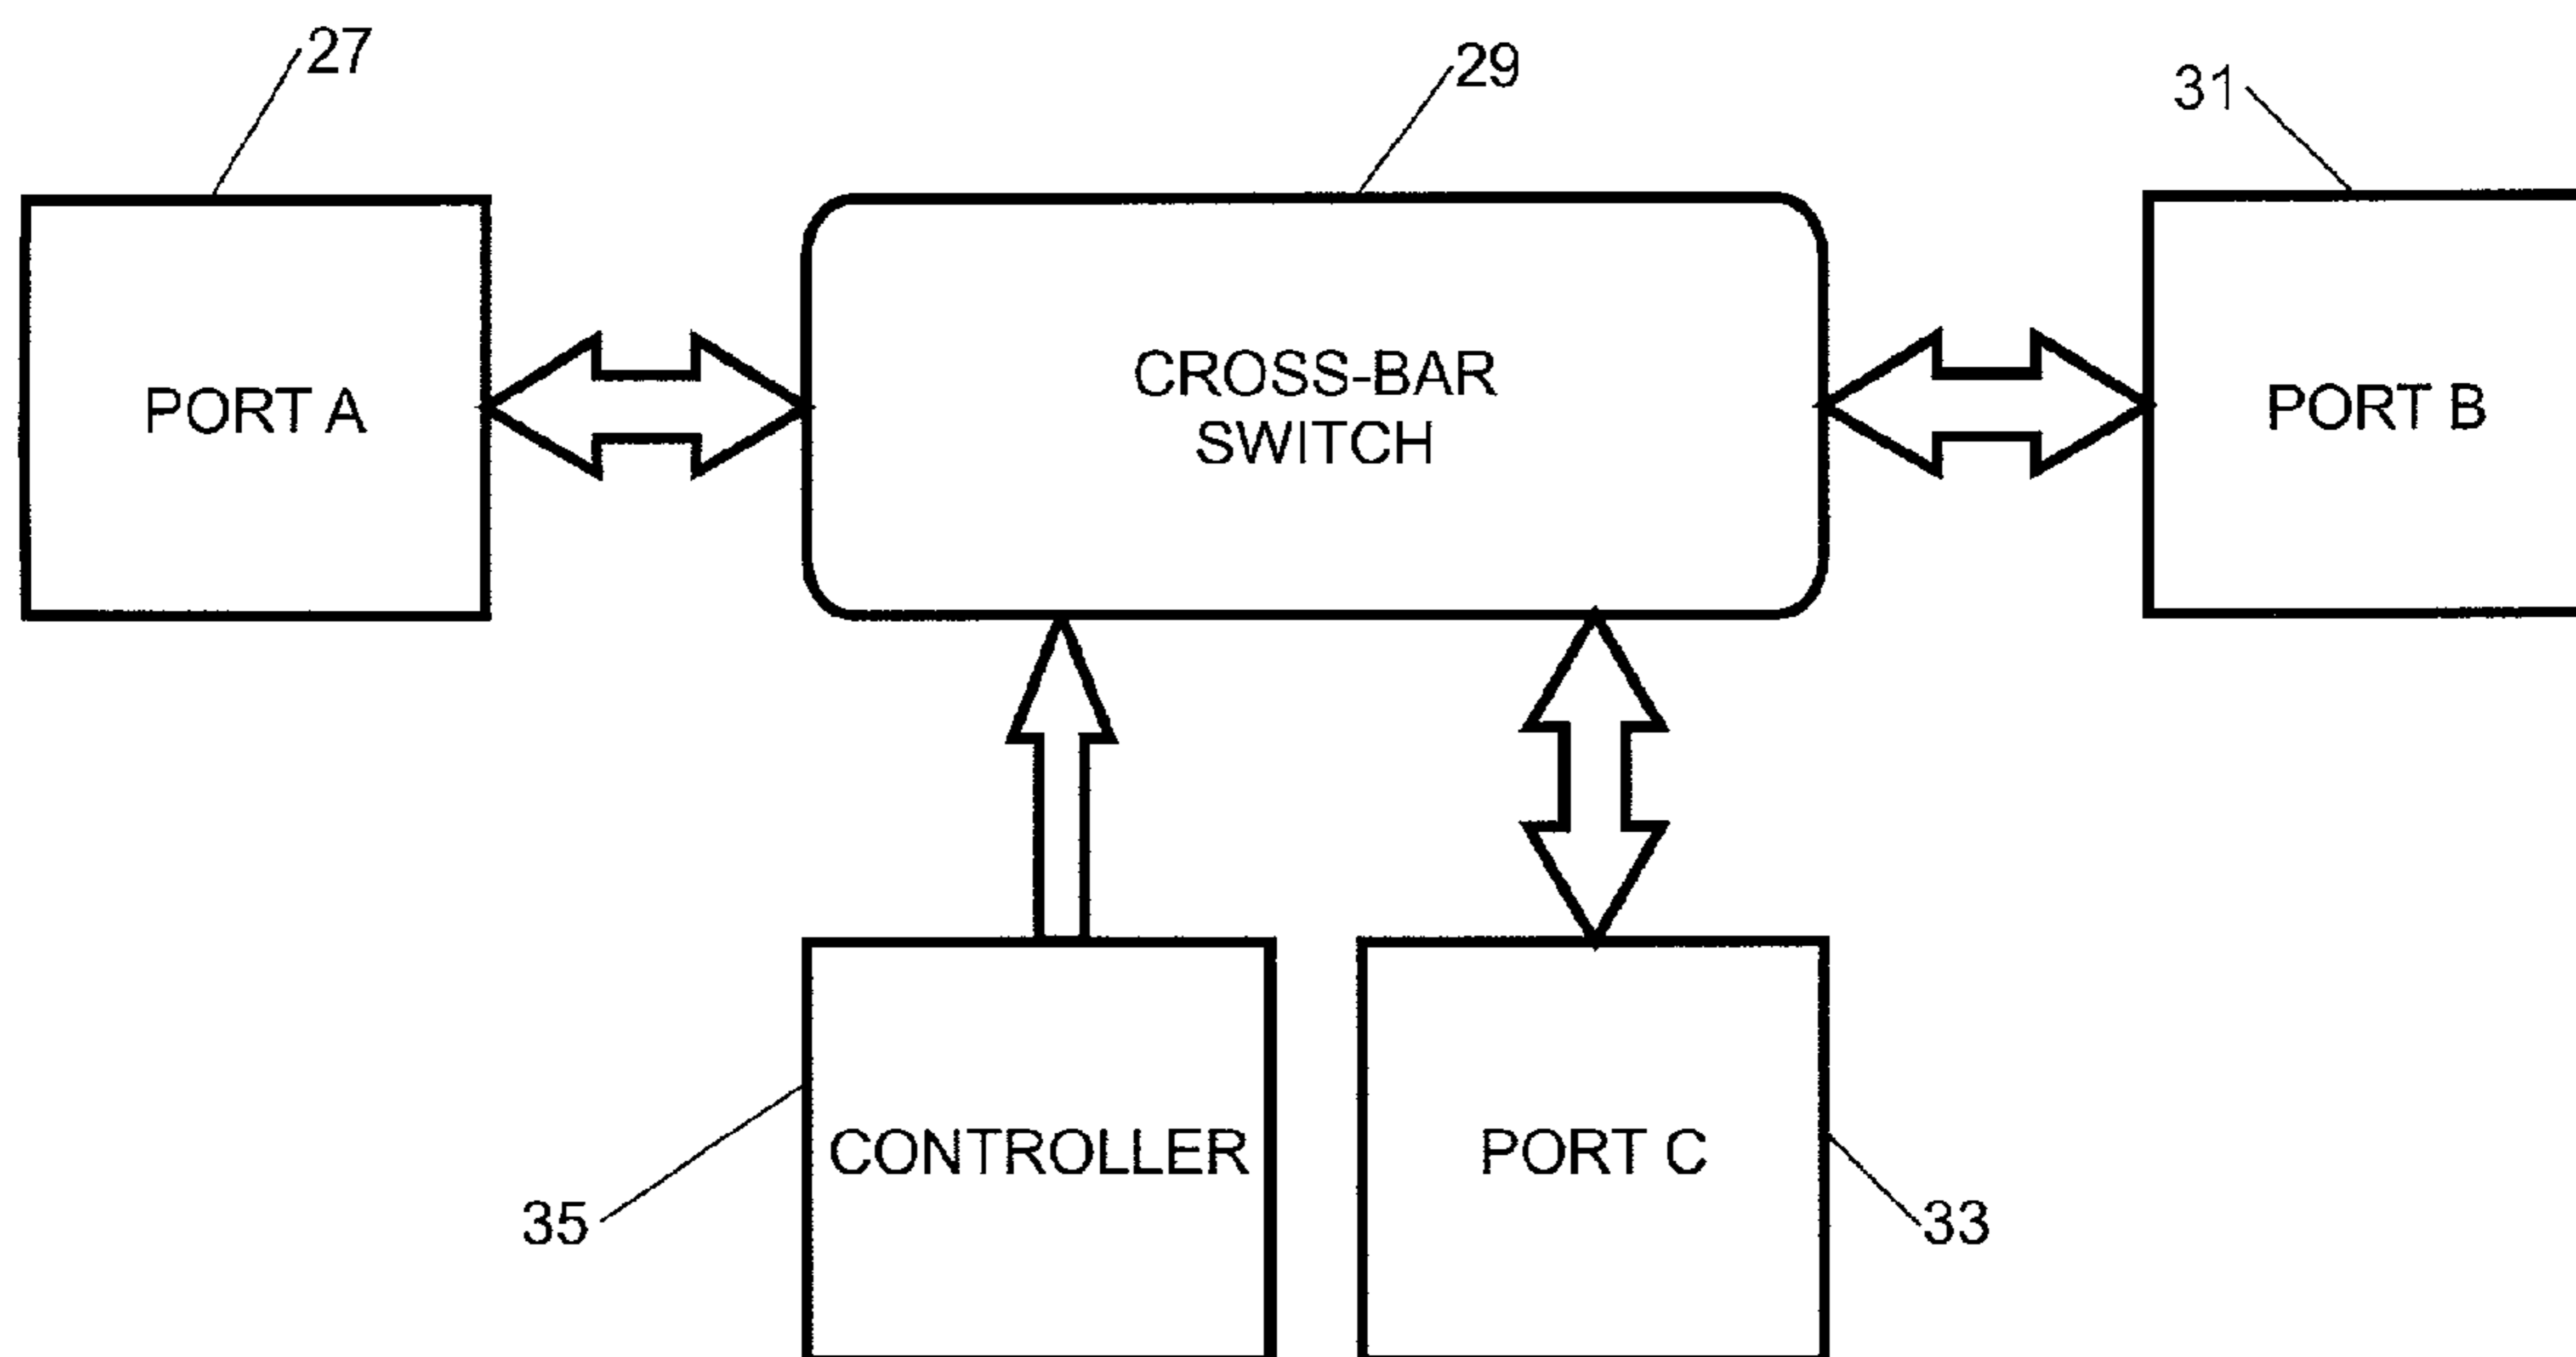 27
29
31
PORT A
CROSS-BAR
SWITCH
PORT B
CONTROLLER
PORT C
35
33